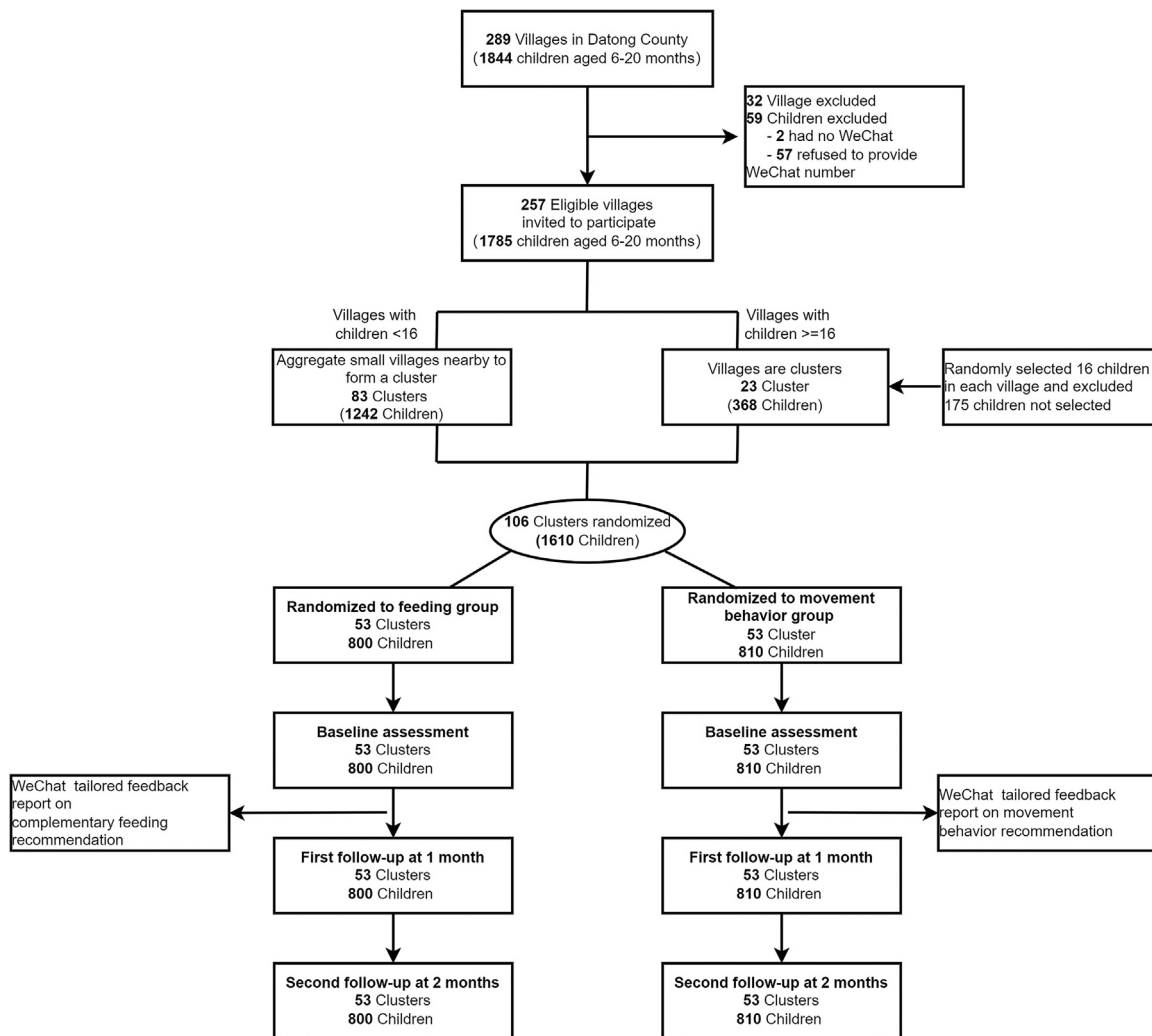 289 Villages in Datong County
(1844 children aged 6-20 months)
32 Village excluded
59 Children excluded
- 2 had no WeChat
- 57 refused to provide
WeChat number
257 Eligible villages
invited to participate
(1785 children aged 6-20 months)
Villages with
children <16
Villages with
children >=16
Aggregate small villages nearby to
form a cluster
83 Clusters
(1242 Children)
Villages are clusters
23 Cluster
(368 Children)
Randomly selected 16 children
in each village and excluded
175 children not selected
106 Clusters randomized
(1610 Children)
Randomized to feeding group
53 Clusters
800 Children
Randomized to movement
behavior group
53 Cluster
810 Children
Baseline assessment
53 Clusters
800 Children
Baseline assessment
53 Clusters
810 Children
WeChat tailored feedback
report on
complementary feeding
recommendation
WeChat tailored feedback
report on movement
behavior recommendation
First follow-up at 1 month
53 Clusters
800 Children
First follow-up at 1 month
53 Clusters
810 Children
Second follow-up at 2 months
53 Clusters
800 Children
Second follow-up at 2 months
53 Clusters
810 Children